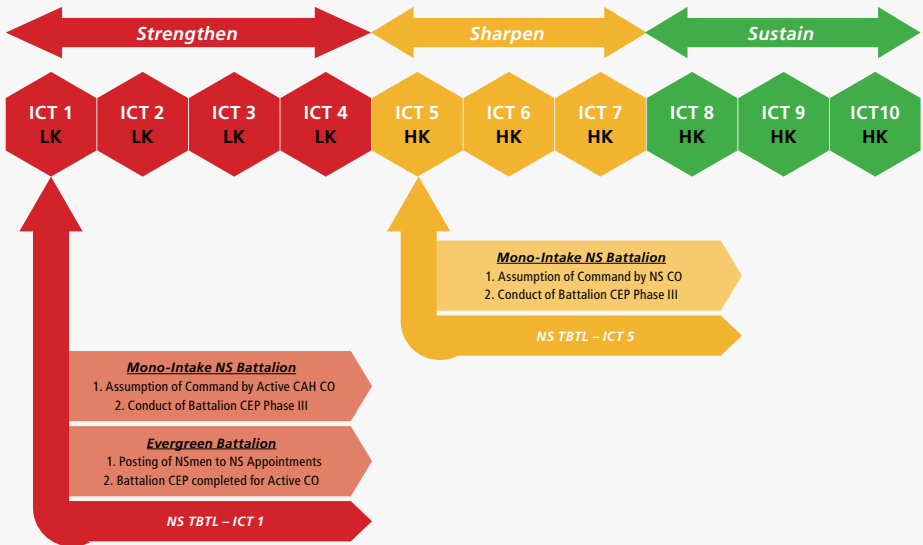 Strengthen
Sharpen
Sustain
ICT 1
LK
ICT 2
LK
ICT 3
LK
ICT 4
LK
ICT 5
HK
ICT 6
HK
ICT 7
HK
ICT 8
HK
ICT 9
HK
ICT10
HK
Mono-Intake NS Battalion
1. Assumption of Command by NS CO
2. Conduct of Battalion CEP Phase III
NS TBTL – ICT 5
Mono-Intake NS Battalion
1. Assumption of Command by Active CAH CO
2. Conduct of Battalion CEP Phase III
Evergreen Battalion
1. Posting of NSmen to NS Appointments
2. Battalion CEP completed for Active CO
NS TBTL – ICT 1